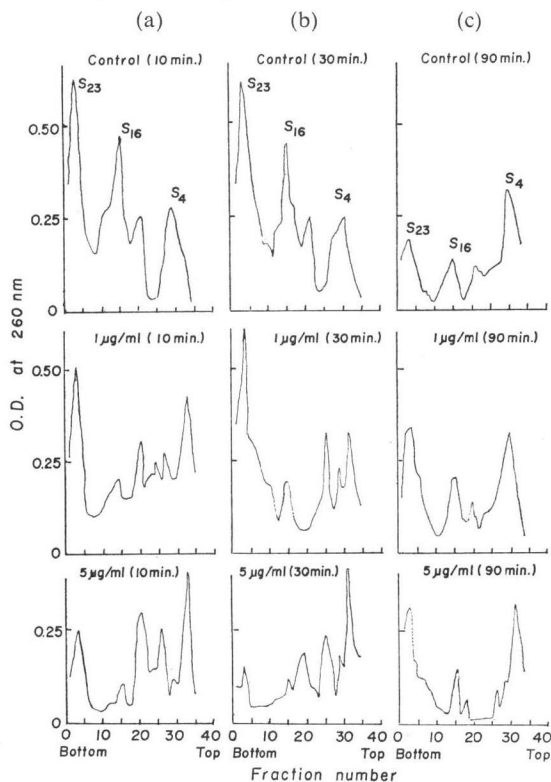 (a) (b) (c)
Control (10 min.) Control (30 min.) Control (90 min.)
S23 S23
S16 S16
S4 S4 S4
S23 S16
0.50
0.25
0
1 µg/ml (10 min.) 1 µg/ml (30 min.) 1 µg/ml (90 min.)
0.50
0.25
0
5 µg/ml (10 min.) 5 µg/ml (30 min.) 5 µg/ml (90 min.)
0.25
0
O.D. at 260 nm
0 10 20 30 0 10 20 30 0 10 20 30 40
Bottom Top Bottom Top Bottom Top
Fraction number